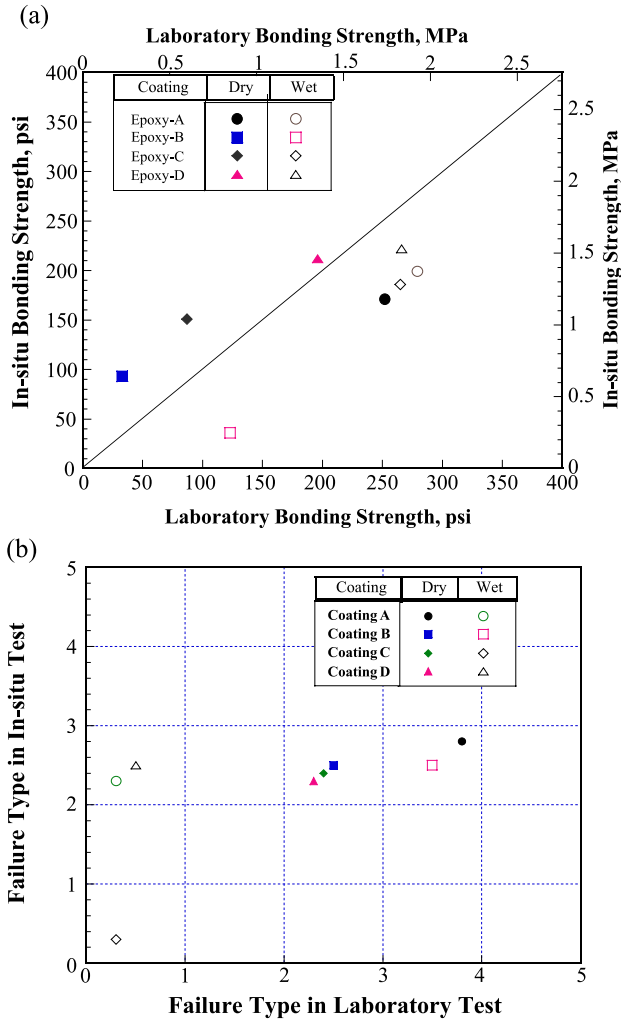 (a)
Laboratory Bonding Strength, MPa
0 0.5 1 1.5 2 2.5
Coating Dry Wet
Epoxy-A
Epoxy-B
Epoxy-C
Epoxy-D
In-situ Bonding Strength, psi
400
350
300
250
200
150
100
50
0
In-situ Bonding Strength, MPa
2.5
2
1.5
1
0.5
0
0 50 100 150 200 250 300 350 400
Laboratory Bonding Strength, psi
(b)
Failure Type in In-situ Test
5
4
3
2
1
0
Coating Dry Wet
Coating A
Coating B
Coating C
Coating D
0 1 2 3 4 5
Failure Type in Laboratory Test